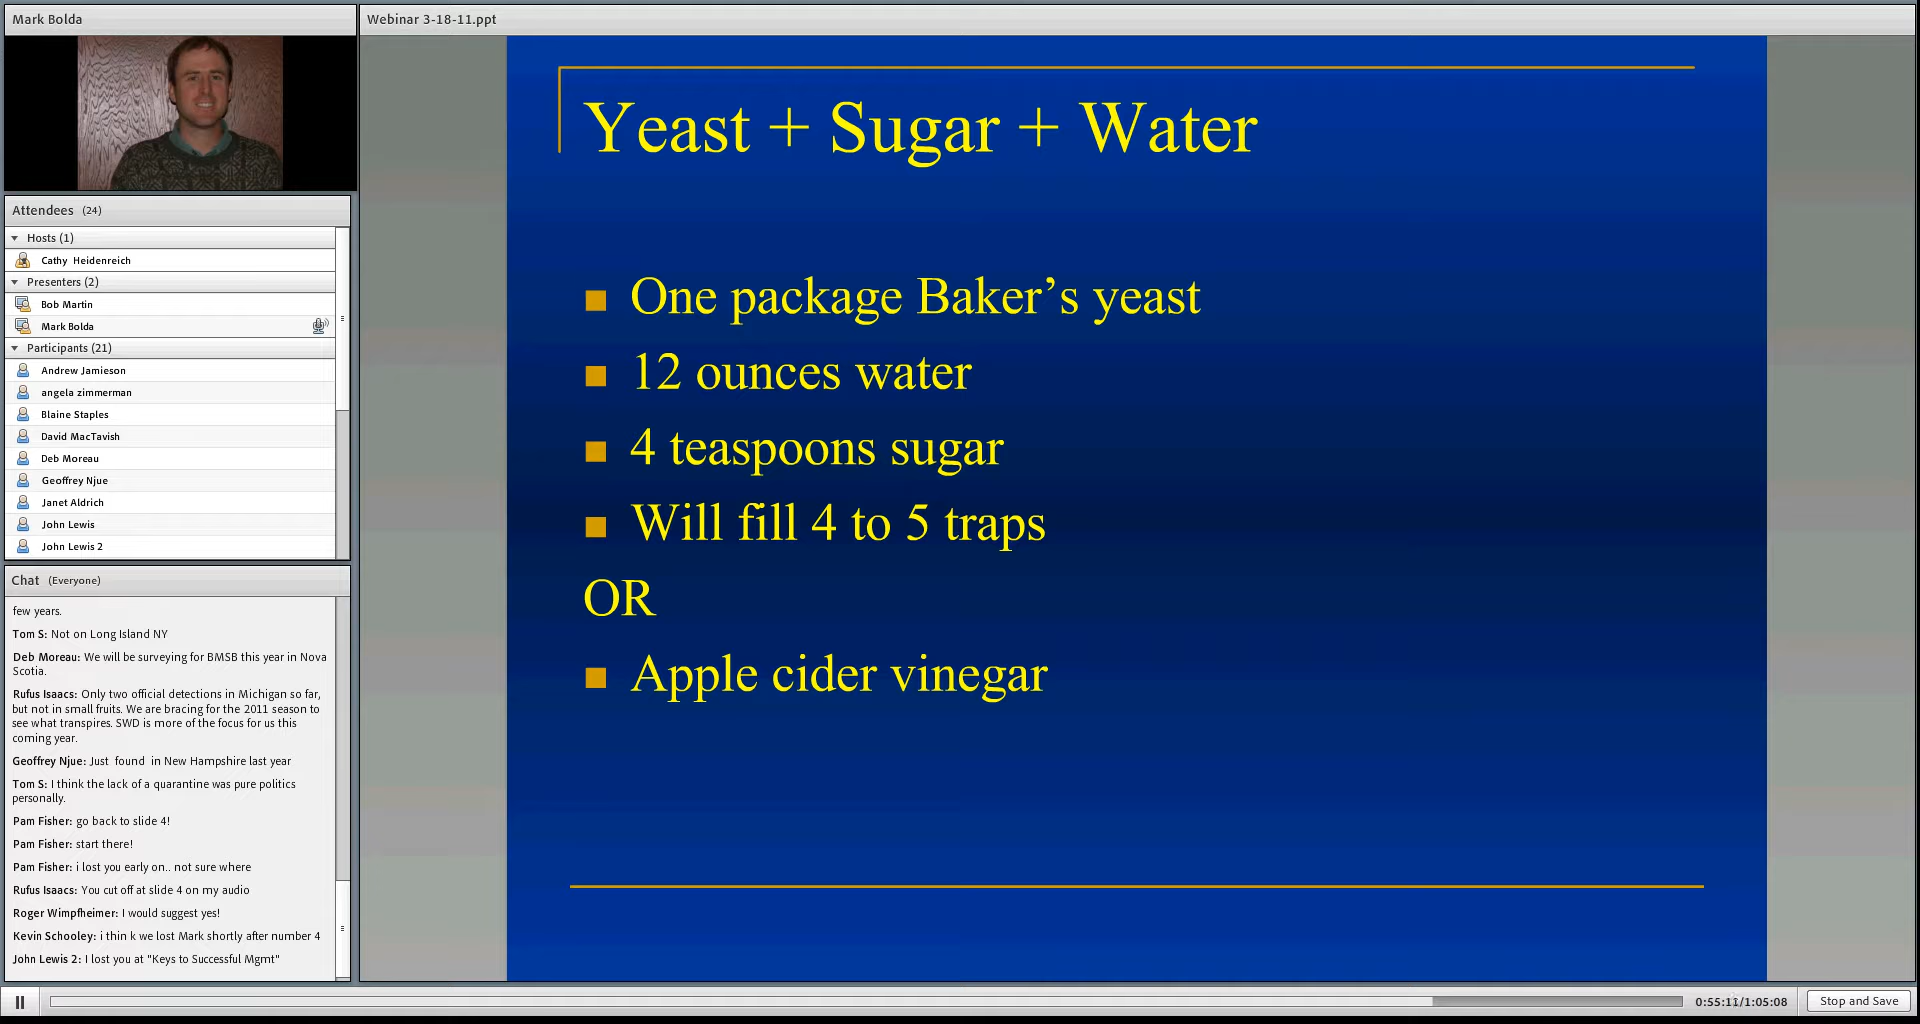 Mark Bolda
Webinar 3-18-11.ppt
Attendees (24)
Hosts (1)
Cathy Heidenreich
Presenters (2)
Bob Martin
Mark Bolda
Participants (21)
Andrew Jamieson
angela zimmerman
Blaine Staples
David MacTavish
Deb Moreau
Geoffrey Njue
Janet Aldrich
John Lewis
John Lewis 2
Chat (Everyone)
few years.
Tom S: Not on Long Island NY
Deb Moreau: We will be surveying for BMSB this year in Nova
Scotia.
Rufus Isaacs: Only two official detections in Michigan so far,
but not in small fruits. We are bracing for the 2011 season to
see what transpires. SWD is more of the focus for us this
coming year.
Geoffrey Njue: Just found in New Hampshire last year
Tom S: I think the lack of a quarantine was pure politics
personally.
Pam Fisher: go back to slide 4!
Pam Fisher: start there!
Pam Fisher: i lost you early on.. not sure where
Rufus Isaacs: You cut off at slide 4 on my audio
Roger Wimpfheimer: I would suggest yes!
Kevin Schooley: i thin k we lost Mark shortly after number 4
John Lewis 2: I lost you at "Keys to Successful Mgmt"
Yeast + Sugar + Water
One package Baker's yeast
12 ounces water
4 teaspoons sugar
Will fill 4 to 5 traps
OR
Apple cider vinegar
0:55:11/1:05:08
Stop and Save